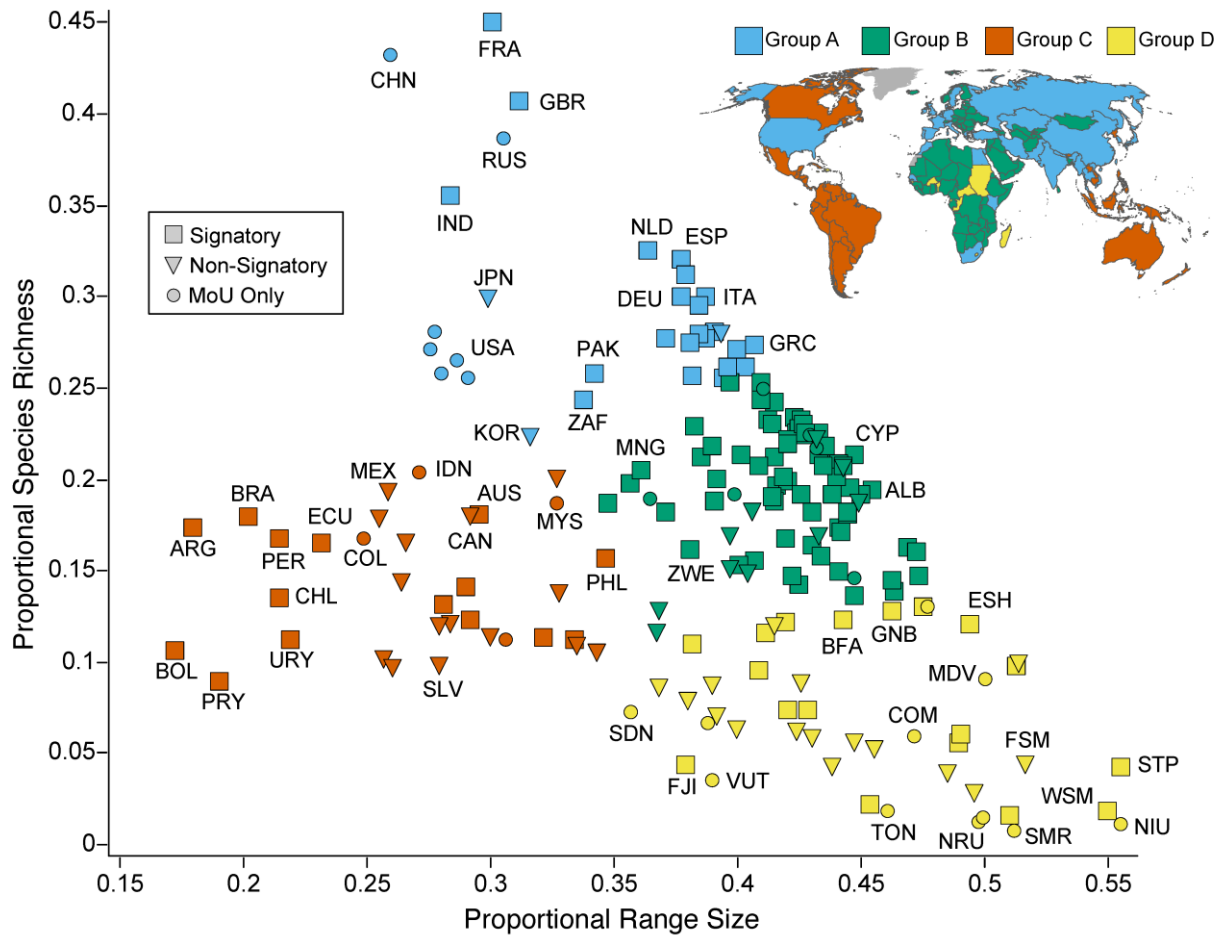 Group A Group B Group C Group D
Signatory
Non-Signatory
MoU Only
Proportional Species Richness
0.45
0.4
0.35
0.3
0.25
0.2
0.15
0.1
0.05
0
FRA
CHN
GBR
RUS
IND
NLD ESP
JPN
DEU ITA
USA
GRC
PAK
ZAF
KOR
MNG
CYP
MEX IDN
BRA
AUS
ALB
ECU
MYS
ARG
PER COL
CAN
ZWE
PHL
CHL
ESH
GNB
BFA
URY
BOL
SLV
MDV
PRY
COM
SDN
FSM
STP
FJI VUT
WSM
TON
NRU SMR NIU
0.15 0.2 0.25 0.3 0.35 0.4 0.45 0.5 0.55
Proportional Range Size